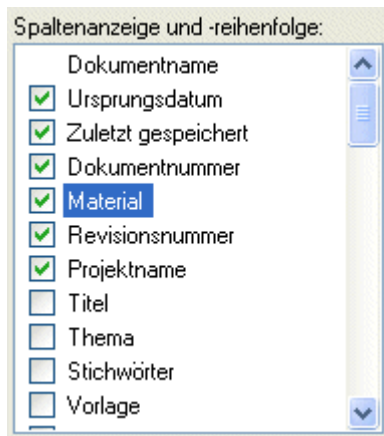 Spaltenanzeige und -reihenfolge:
Dokumentname
Ursprungsdatum
Zuletzt gespeichert
Dokumentnummer
Material
Revisionsnummer
Projektname
Titel
Thema
Stichwörter
Vorlage